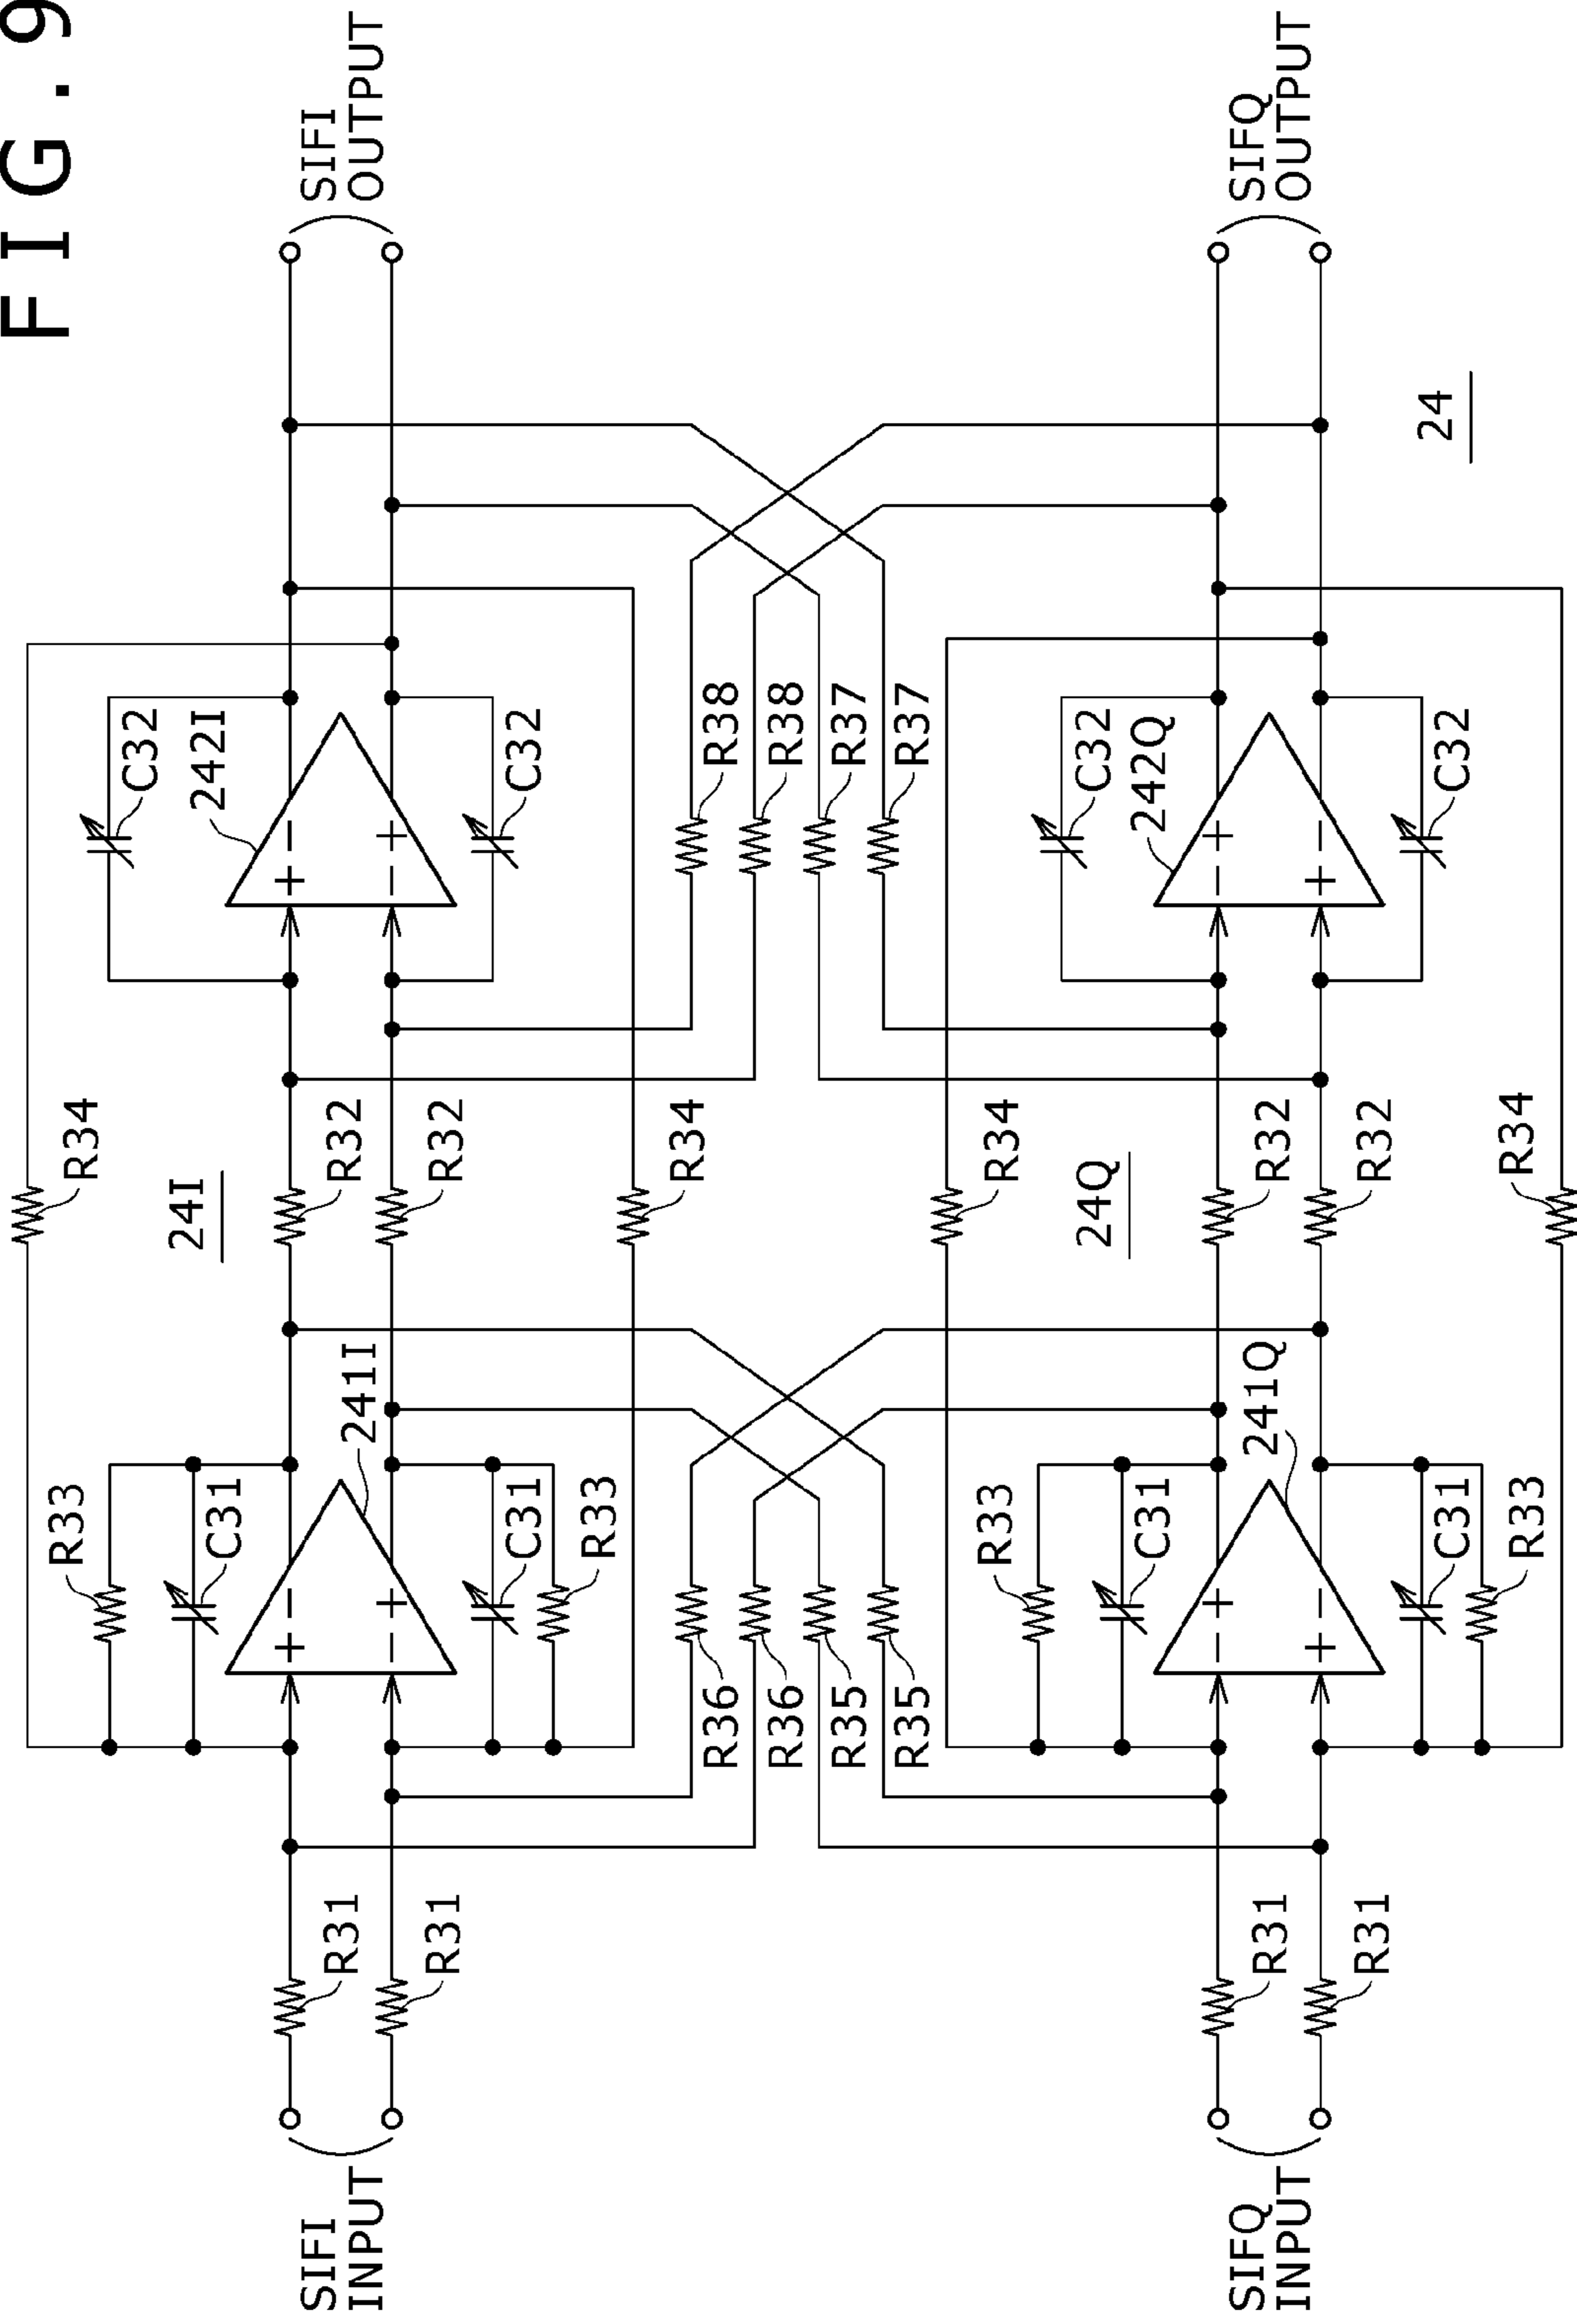 FIG.9
R33
R34
C32
24I
242I
C31
SIFI
INPUT
R31
+ −
241I
R32
+ −
SIFI
OUTPUT
R31
− +
R32
− +
C31
C32
R33
R34
R36
R38
R36
R38
R35
R37
R35
R37
R33
R34
24Q
C32
C31
242Q
SIFQ
INPUT
R31
− +
241Q
R32
− +
SIFQ
OUTPUT
R31
+ −
R32
+ −
24
C31
C32
R33
R34